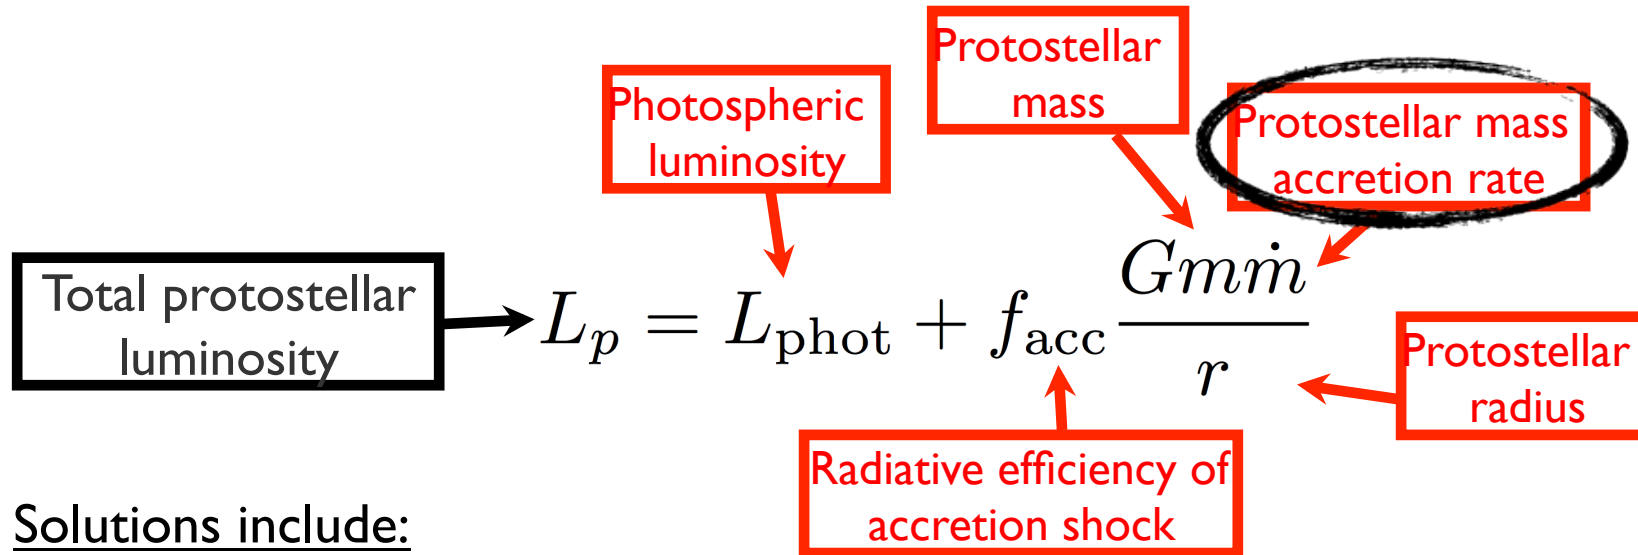 Protostellar
mass
Photospheric
luminosity
Protostellar mass
accretion rate
Total protostellar
luminosity
L_p = L_phot + f_acc Gmṁ / r
Protostellar
radius
Radiative efficiency of
accretion shock
Solutions include: